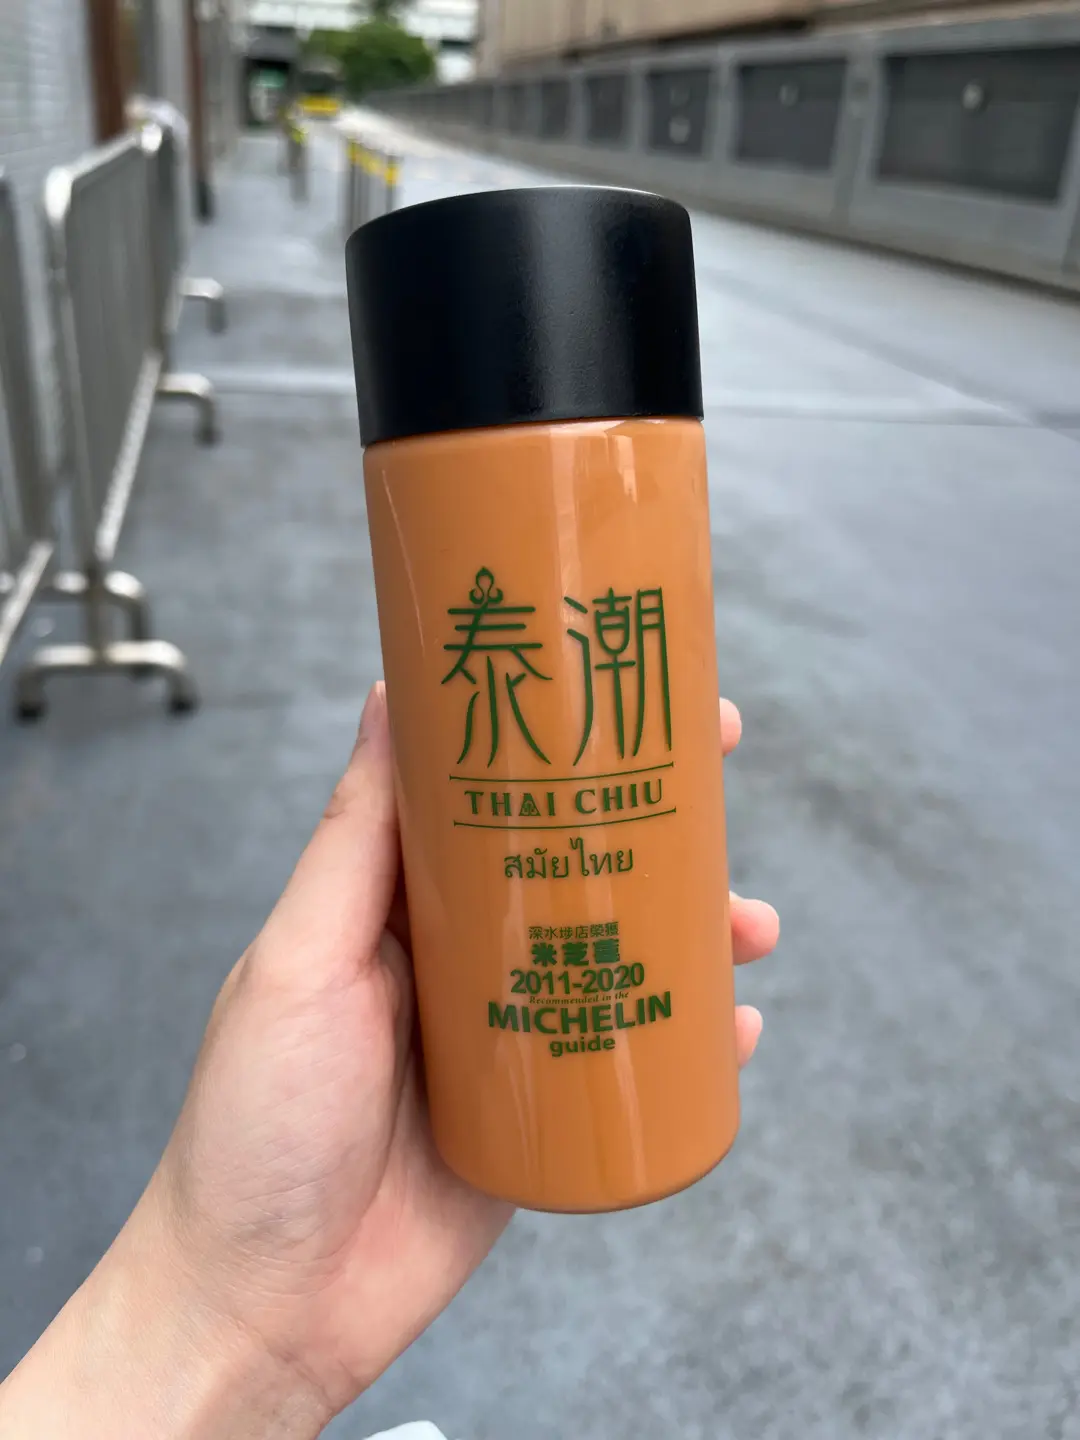 泰潮
THAI CHIU
สมัยไทย
深水埗店榮獲
米芝蓮
2011-2020
Recommended in the
MICHELIN
guide